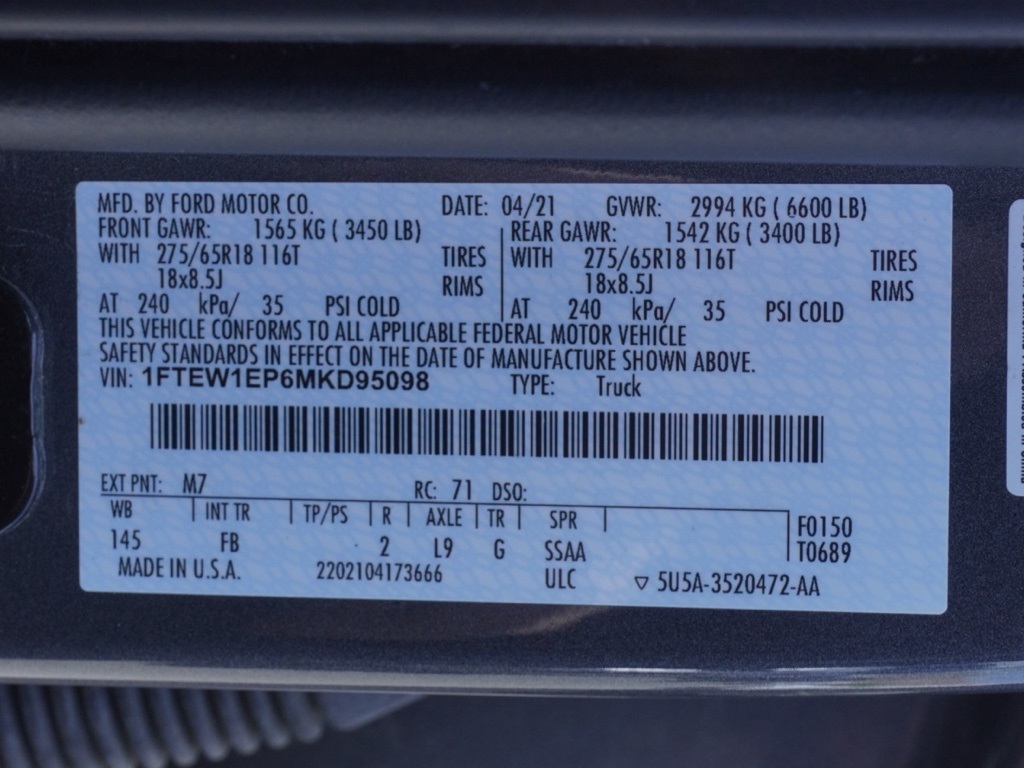 MFD. BY FORD MOTOR CO. DATE: 04/21 GVWR: 2994 KG ( 6600 LB)
FRONT GAWR: 1565 KG ( 3450 LB) REAR GAWR: 1542 KG ( 3400 LB)
WITH 275/65R18 116T TIRES WITH 275/65R18 116T TIRES
18x8.5J RIMS 18x8.5J RIMS
AT 240 kPa/ 35 PSI COLD AT 240 kPa/ 35 PSI COLD
THIS VEHICLE CONFORMS TO ALL APPLICABLE FEDERAL MOTOR VEHICLE
SAFETY STANDARDS IN EFFECT ON THE DATE OF MANUFACTURE SHOWN ABOVE.
VIN: 1FTEW1EP6MKD95098 TYPE: Truck
EXT PNT: M7 RC: 71 DSO:
WB INT TR TP/PS R AXLE TR SPR F0150
145 FB 2 L9 G SSAA T0689
MADE IN U.S.A. 2202104173666 ULC ▽ 5U5A-3520472-AA